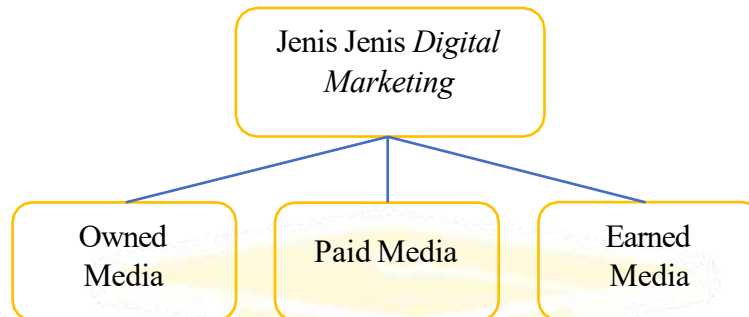 Jenis Jenis Digital
Marketing
Owned
Media
Paid Media
Earned
Media